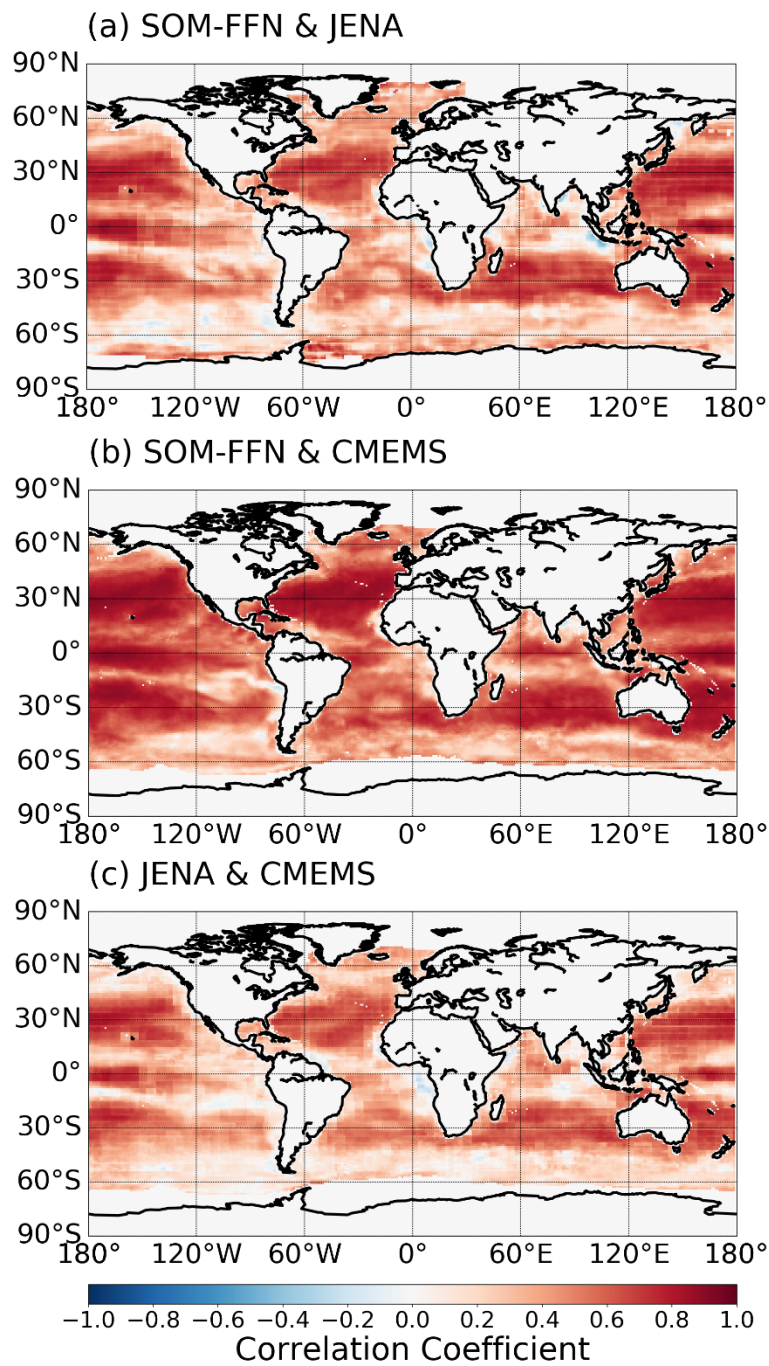 (a) SOM-FFN & JENA
90°N
60°N
30°N
0°
30°S
60°S
90°S
180° 120°W 60°W 0° 60°E 120°E 180°
(b) SOM-FFN & CMEMS
90°N
60°N
30°N
0°
30°S
60°S
90°S
180° 120°W 60°W 0° 60°E 120°E 180°
(c) JENA & CMEMS
90°N
60°N
30°N
0°
30°S
60°S
90°S
180° 120°W 60°W 0° 60°E 120°E 180°
−1.0 −0.8 −0.6 −0.4 −0.2 0.0 0.2 0.4 0.6 0.8 1.0
Correlation Coefficient